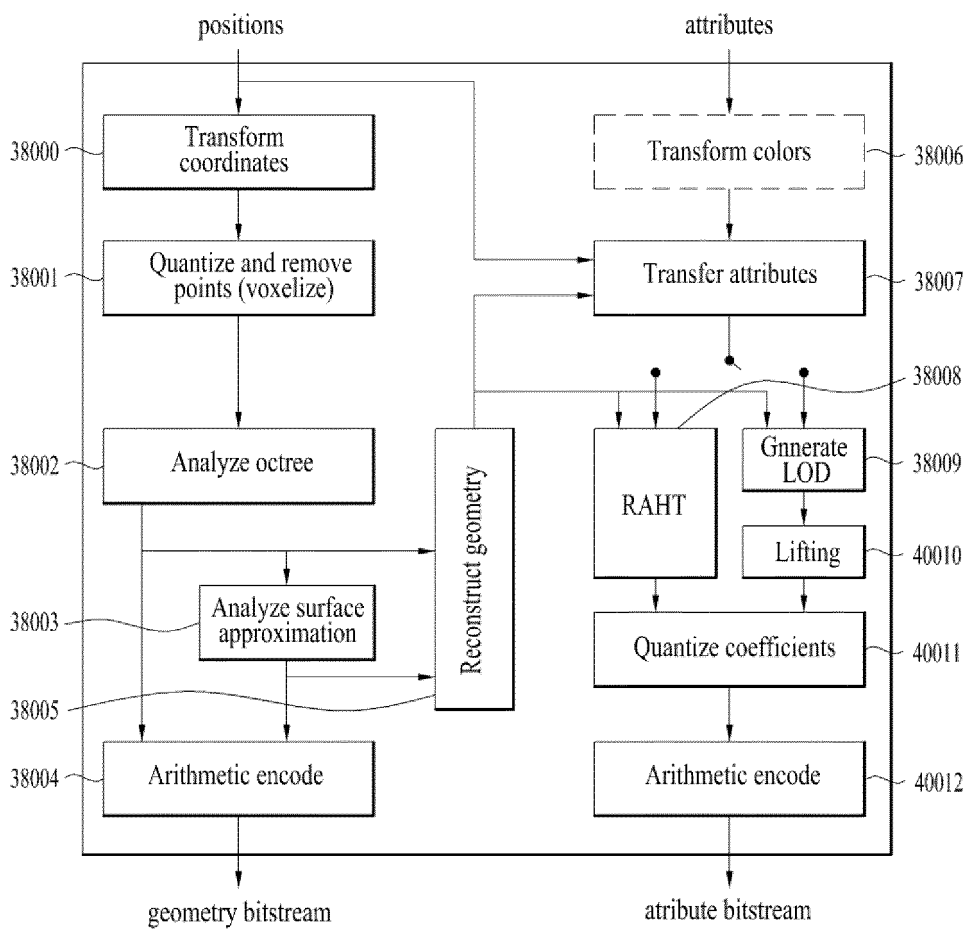 positions
attributes
38000
Transform
coordinates
Transform colors
38006
38001
Quantize and remove
points (voxelize)
Transfer attributes
38007
38008
38002
Analyze octree
Reconstruct geometry
RAHT
Gnnerate
LOD
38009
Lifting
40010
38003
Analyze surface
approximation
Quantize coefficients
40011
38005
38004
Arithmetic encode
Arithmetic encode
40012
geometry bitstream
atribute bitstream